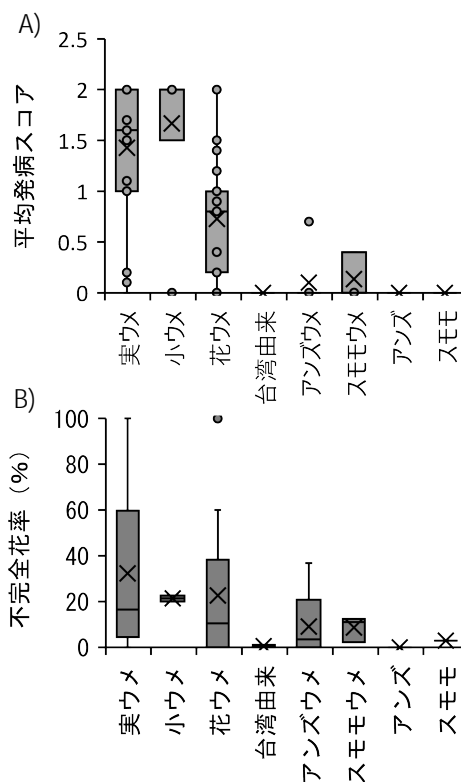 A)
平均発病スコア
2.5
2
1.5
1
0.5
0
実ウメ
小ウメ
花ウメ
台湾由来
アンズウメ
スモモウメ
アンズ
スモモ
B)
不完全花率（%）
100
80
60
40
20
0
実ウメ
小ウメ
花ウメ
台湾由来
アンズウメ
スモモウメ
アンズ
スモモ